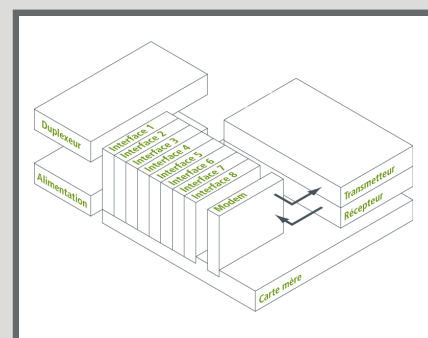 Duplexeur
Alimentation
Interface 1
Interface 2
Interface 3
Interface 4
Interface 5
Interface 6
Interface 7
Interface 8
Modem
Transmetteur
Récepteur
Carte mère